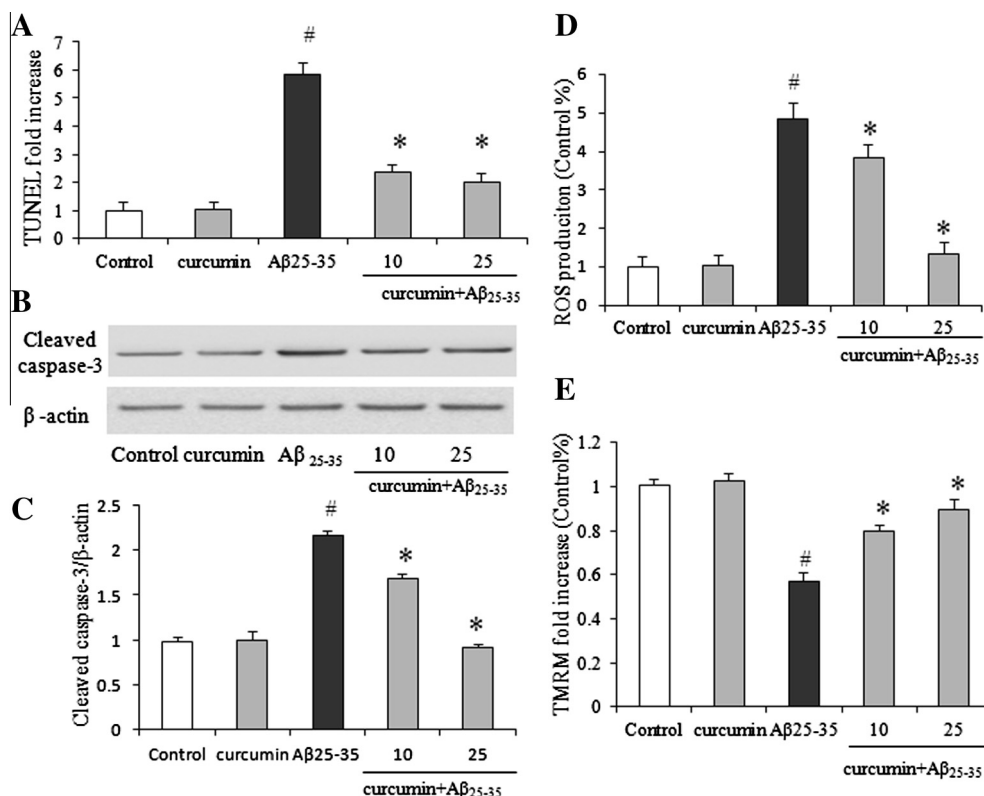 A
TUNEL fold increase
7
6
5
4
3
2
1
0
#
*
*
Control curcumin Aβ25-35 10 25
curcumin+Aβ25-35
B
Cleaved
caspase-3
β -actin
Control curcumin Aβ 25-35 10 25
curcumin+Aβ25-35
C
Cleaved caspase-3/β-actin
2.5
2
1.5
1
0.5
0
#
*
*
Control curcumin Aβ25-35 10 25
curcumin+Aβ25-35
D
ROS produciton (Control %)
6
5
4
3
2
1
0
#
*
*
Control curcumin Aβ25-35 10 25
curcumin+Aβ25-35
E
TMRM fold increase (Control%)
1.2
1
0.8
0.6
0.4
0.2
0
#
*
*
Control curcumin Aβ25-35 10 25
curcumin+Aβ25-35